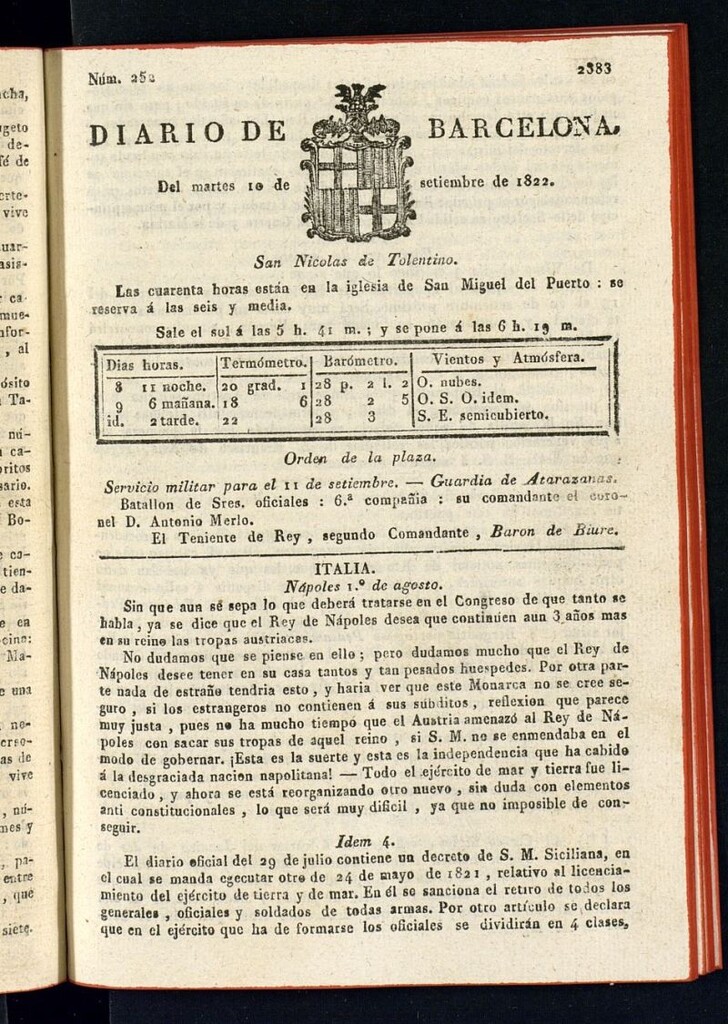 Núm. 252
2383
DIARIO DE BARCELONA,
Del martes 10 de setiembre de 1822.
San Nicolas de Tolentino.
Las cuarenta horas están en la iglesia de San Miguel del Puerto : se
reserva á las seis y media.
Sale el sol á las 5 h. 41 m. ; y se pone á las 6 h. 19 m.
Dias horas. Termómetro. Barómetro. Vientos y Atmósfera.
8 11 noche. 20 grad. 1 28 p. 2 l. 2 O. nubes.
9 6 mañana. 18 6 28 2 5 O. S. O. idem.
id. 2 tarde. 22 28 3 S. E. semicubierto.
Orden de la plaza.
Servicio militar para el 11 de setiembre. — Guardia de Atarazanas.
Batallon de Sres. oficiales : 6.ª compañia : su comandante el coro-
nel D. Antonio Merlo.
El Teniente de Rey , segundo Comandante , Baron de Biure.
ITALIA.
Nápoles 1.º de agosto.
Sin que aun sé sepa lo que deberá tratarse en el Congreso de que tanto se
habla , ya se dice que el Rey de Nápoles desea que continúen aun 3 años mas
en su reino las tropas austriacas.
No dudamos que se piense en ello ; pero dudamos mucho que el Rey de
Nápoles desee tener en su casa tantos y tan pesados huespedes. Por otra par-
te nada de estraño tendria esto , y haria ver que este Monarca no se cree se-
guro , si los estrangeros no contienen á sus súbditos , reflexion que parece
muy justa , pues no ha mucho tiempo que el Austria amenazó al Rey de Ná-
poles con sacar sus tropas de aquel reino , si S. M. no se enmendaba en el
modo de gobernar. ¡Esta es la suerte y esta es la independencia que ha cabido
á la desgraciada nacion napolitana! — Todo el ejército de mar y tierra fue li-
cenciado , y ahora se está reorganizando otro nuevo , sin duda con elementos
anti constitucionales , lo que será muy dificil , ya que no imposible de con-
seguir.
Idem 4.
El diario oficial del 29 de julio contiene un decreto de S. M. Siciliana, en
el cual se manda egecutar otro de 24 de mayo de 1821 , relativo al licencia-
miento del ejército de tierra y de mar. En él se sanciona el retiro de todos los
generales , oficiales y soldados de todas armas. Por otro artículo se declara
que en el ejército que ha de formarse los oficiales se dividirán en 4 clases,